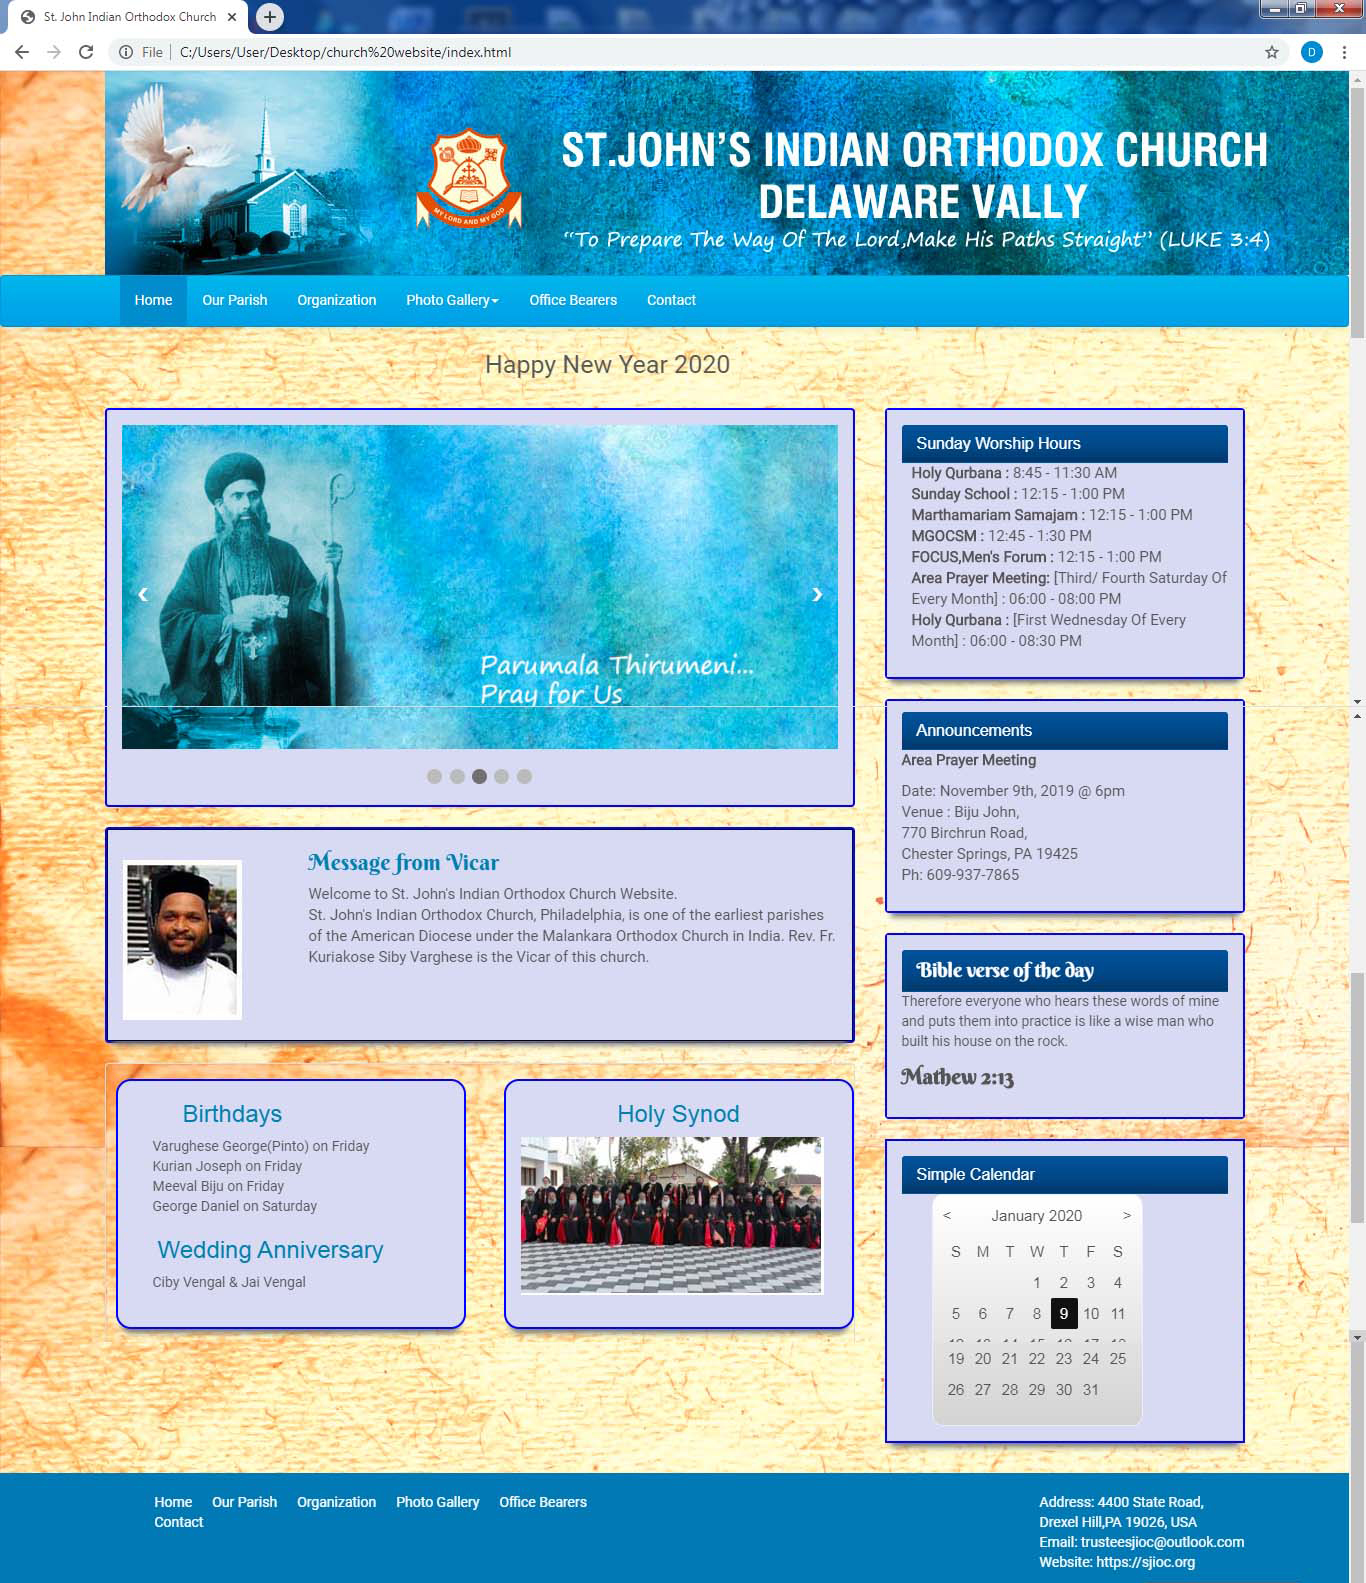 St. John Indian Orthodox Church
File
C:/Users/User/Desktop/church%20website/index.html
D
MY LORD AND MY GOD
ST.JOHN'S INDIAN ORTHODOX CHURCH
DELAWARE VALLY
“To Prepare The Way Of The Lord,Make His Paths Straight” (LUKE 3:4)
Home Our Parish Organization Photo Gallery Office Bearers Contact
Happy New Year 2020
Parumala Thirumeni...
Pray for Us
Sunday Worship Hours
Holy Qurbana : 8:45 - 11:30 AM
Sunday School : 12:15 - 1:00 PM
Marthamariam Samajam : 12:15 - 1:00 PM
MGOCSM : 12:45 - 1:30 PM
FOCUS,Men's Forum : 12:15 - 1:00 PM
Area Prayer Meeting: [Third/ Fourth Saturday Of
Every Month] : 06:00 - 08:00 PM
Holy Qurbana : [First Wednesday Of Every
Month] : 06:00 - 08:30 PM
Announcements
Area Prayer Meeting
Date: November 9th, 2019 @ 6pm
Venue : Biju John,
770 Birchrun Road,
Chester Springs, PA 19425
Ph: 609-937-7865
Message from Vicar
Welcome to St. John's Indian Orthodox Church Website.
St. John's Indian Orthodox Church, Philadelphia, is one of the earliest parishes
of the American Diocese under the Malankara Orthodox Church in India. Rev. Fr.
Kuriakose Siby Varghese is the Vicar of this church.
Bible verse of the day
Therefore everyone who hears these words of mine
and puts them into practice is like a wise man who
built his house on the rock.
Mathew 2:13
Birthdays
Varughese George(Pinto) on Friday
Kurian Joseph on Friday
Meeval Biju on Friday
George Daniel on Saturday
Wedding Anniversary
Ciby Vengal & Jai Vengal
Holy Synod
Simple Calendar
< January 2020 >
S M T W T F S
1 2 3 4
5 6 7 8 9 10 11
19 20 21 22 23 24 25
26 27 28 29 30 31
Home Our Parish Organization Photo Gallery Office Bearers
Contact
Address: 4400 State Road,
Drexel Hill,PA 19026, USA
Email: trusteesjioc@outlook.com
Website: https://sjioc.org